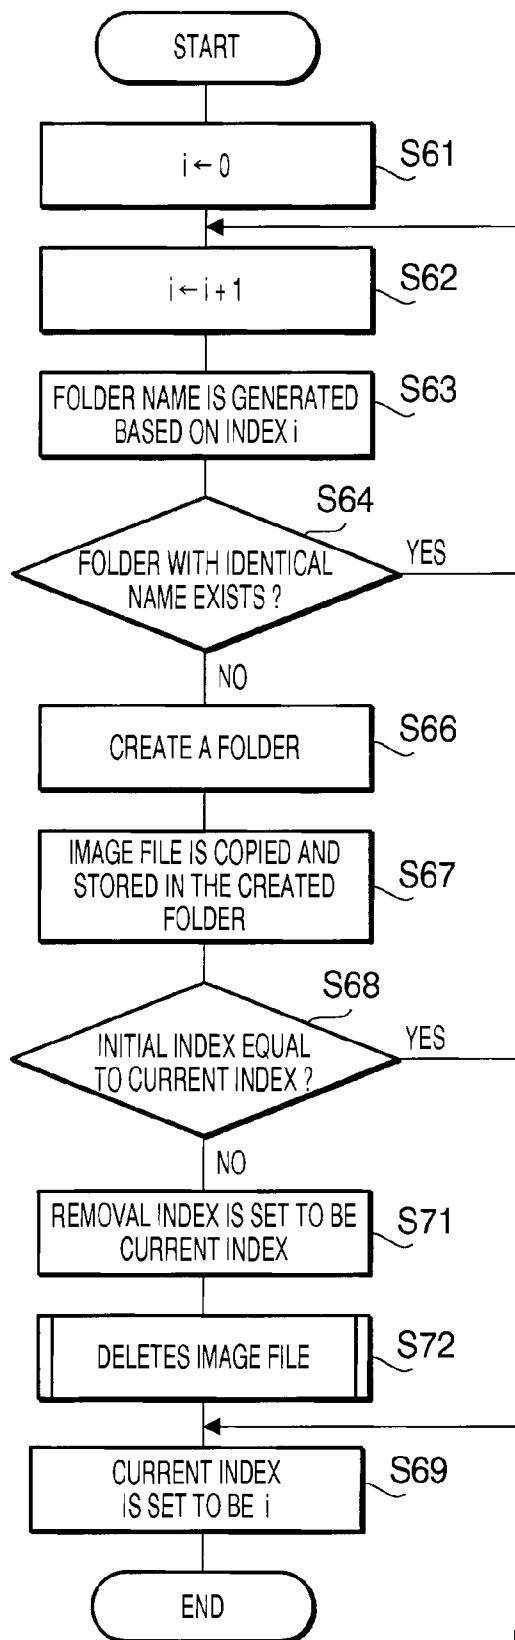 START
i ← 0
S61
i ← i + 1
S62
FOLDER NAME IS GENERATED
BASED ON INDEX i
S63
S64
FOLDER WITH IDENTICAL
NAME EXISTS ?
YES
NO
CREATE A FOLDER
S66
IMAGE FILE IS COPIED AND
STORED IN THE CREATED
FOLDER
S67
S68
INITIAL INDEX EQUAL
TO CURRENT INDEX ?
YES
NO
REMOVAL INDEX IS SET TO BE
CURRENT INDEX
S71
DELETES IMAGE FILE
S72
CURRENT INDEX
IS SET TO BE i
S69
END